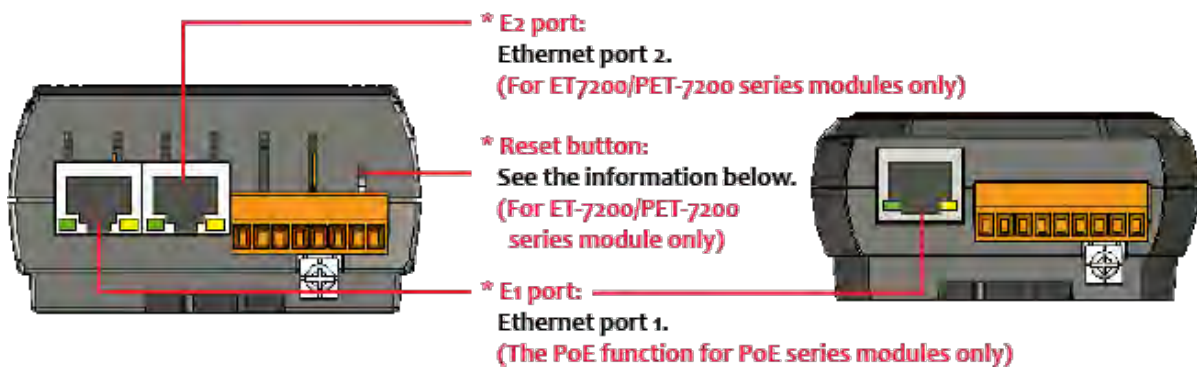 * E2 port:
Ethernet port 2.
(For ET7200/PET-7200 series modules only)
* Reset button:
See the information below.
(For ET-7200/PET-7200
series module only)
* E1 port:
Ethernet port 1.
(The PoE function for PoE series modules only)